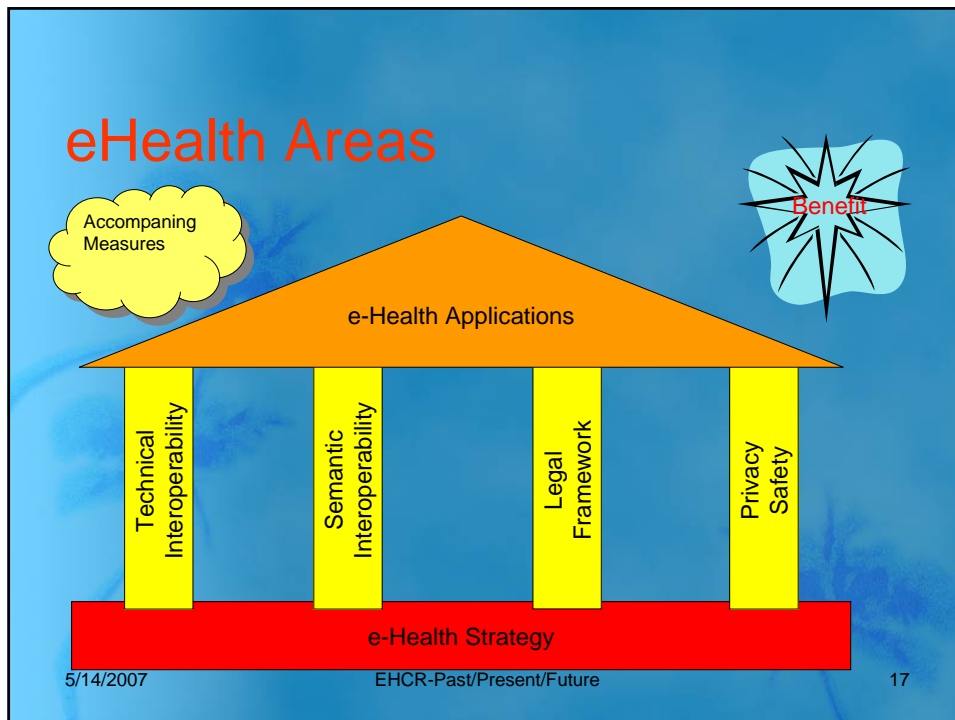 eHealth Areas
Accompaning
Measures
Benefit
e-Health Applications
Technical
Interoperability
Semantic
Interoperability
Legal
Framework
Privacy
Safety
e-Health Strategy
5/14/2007
EHCR-Past/Present/Future
17